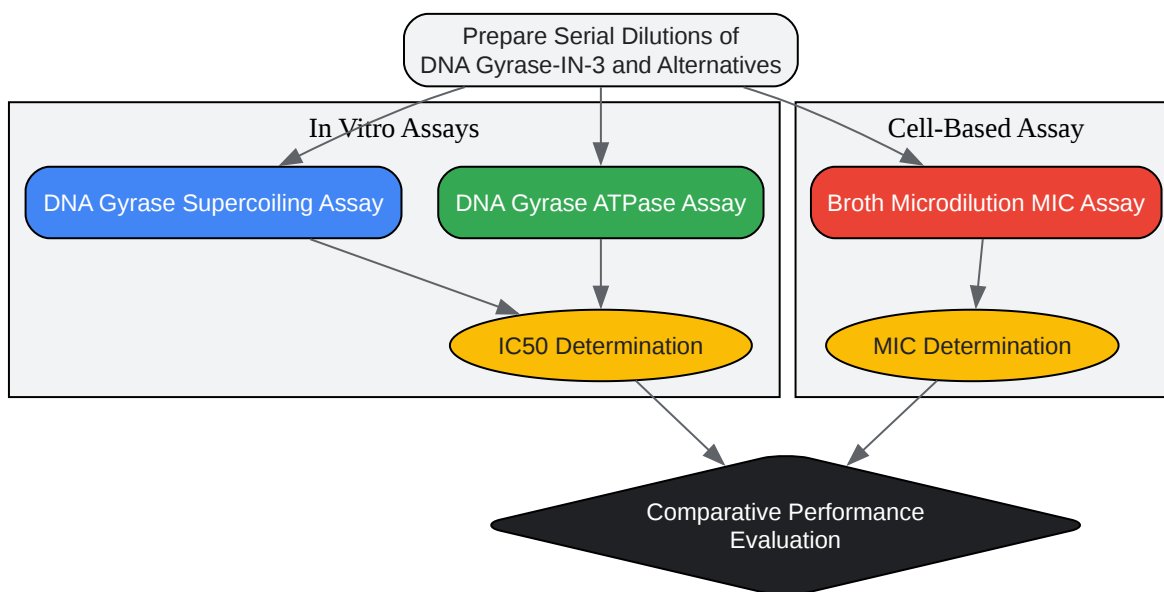 Prepare Serial Dilutions of
DNA Gyrase-IN-3 and Alternatives
In Vitro Assays
Cell-Based Assay
DNA Gyrase Supercoiling Assay
DNA Gyrase ATPase Assay
Broth Microdilution MIC Assay
IC50 Determination
MIC Determination
Comparative Performance
Evaluation